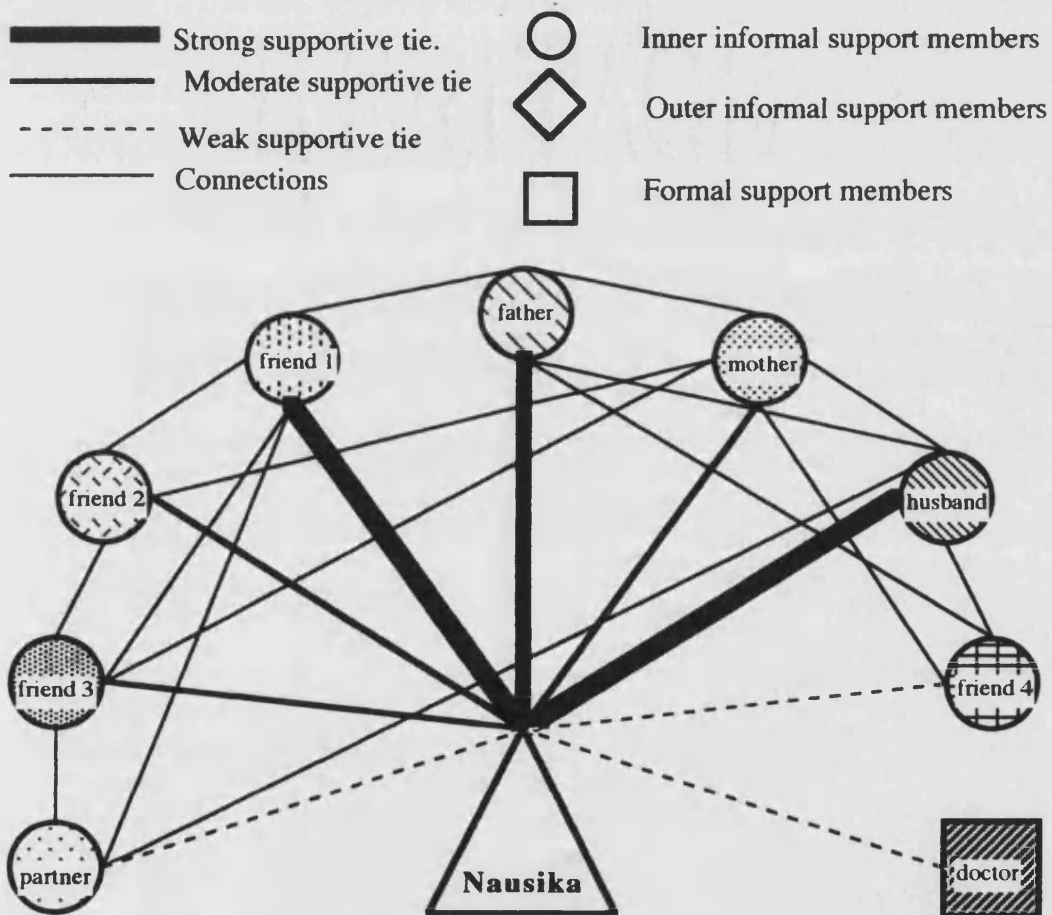 Strong supportive tie.
Moderate supportive tie
Weak supportive tie
Connections
Inner informal support members
Outer informal support members
Formal support members
father
friend 1
mother
friend 2
husband
friend 3
friend 4
partner
Nausika
doctor